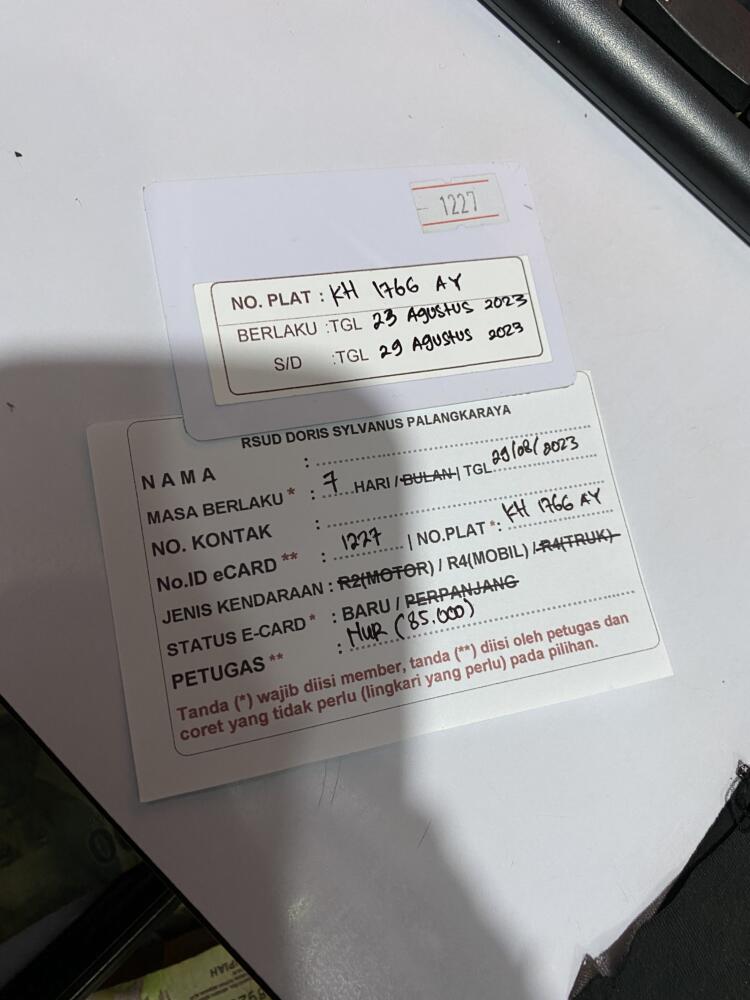 1227
NO. PLAT : KH 1766 AY
BERLAKU :TGL 23 AGUSTUS 2023
S/D :TGL 29 AGUSTUS 2023
RSUD DORIS SYLVANUS PALANGKARAYA
NAMA :
MASA BERLAKU * : 7 HARI / BULAN | TGL 29/08/2023
NO. KONTAK :
No.ID eCARD ** : 1227 | NO.PLAT *: KH 1766 AY
JENIS KENDARAAN : R2(MOTOR) / R4(MOBIL) / R4(TRUK)
STATUS E-CARD * : BARU / PERPANJANG
PETUGAS ** : NUR (85.000)
Tanda (*) wajib diisi member, tanda (**) diisi oleh petugas dan
coret yang tidak perlu (lingkari yang perlu) pada pilihan.